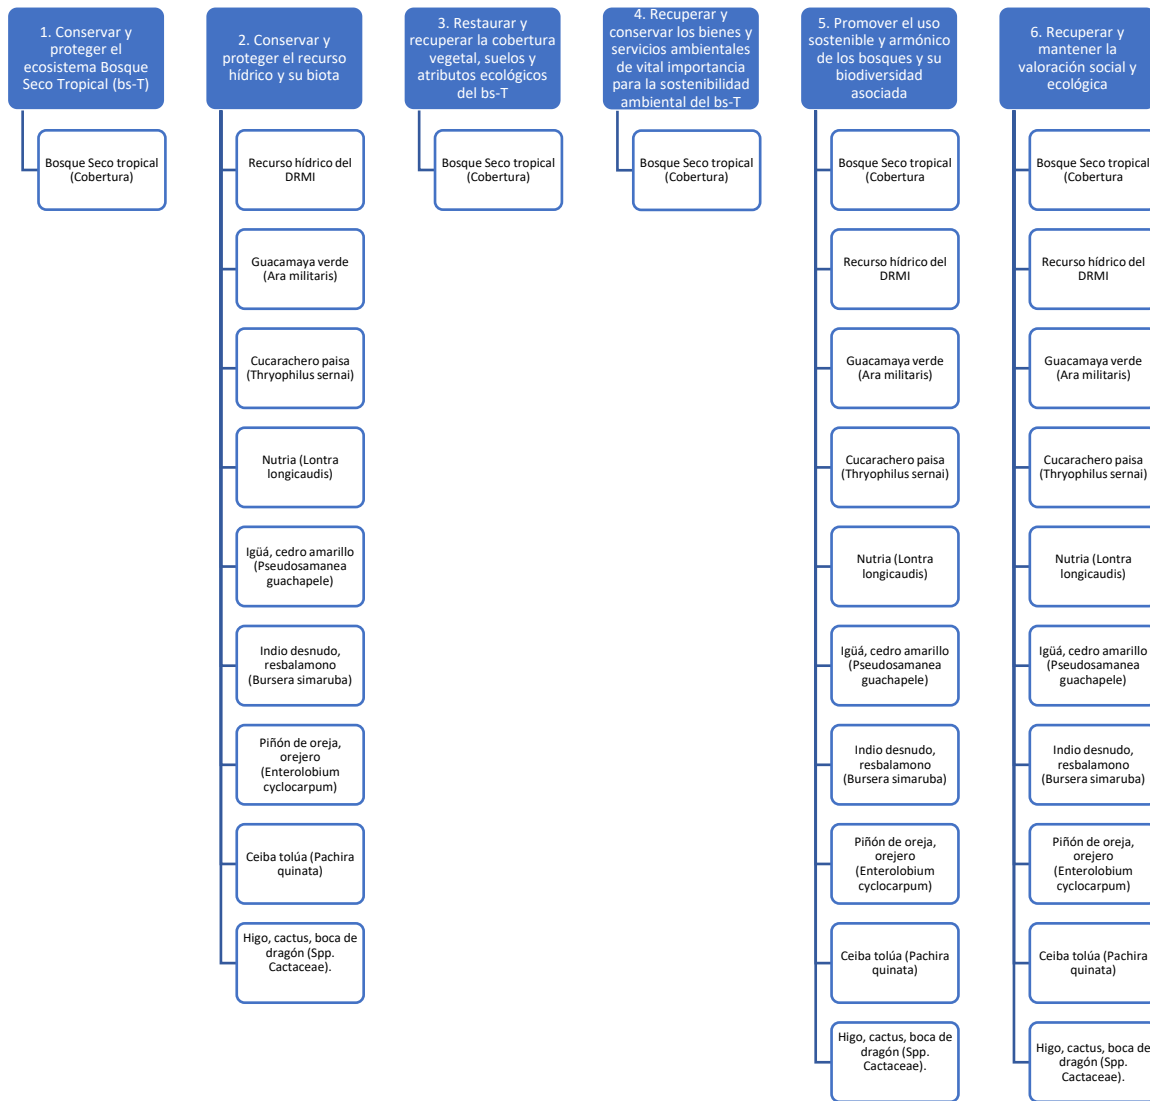 1. Conservar y
proteger el
ecosistema Bosque
Seco Tropical (bs-T)
Bosque Seco tropical
(Cobertura)
2. Conservar y
proteger el recurso
hídrico y su biota
Recurso hídrico del
DRMI
Guacamaya verde
(Ara militaris)
Cucarachero paisa
(Thryophilus sernai)
Nutria (Lontra
longicaudis)
Igüá, cedro amarillo
(Pseudosamanea
guachapele)
Indio desnudo,
resbalamono
(Bursera simaruba)
Piñón de oreja,
orejero
(Enterolobium
cyclocarpum)
Ceiba tolúa (Pachira
quinata)
Higo, cactus, boca de
dragón (Spp.
Cactaceae).
3. Restaurar y
recuperar la cobertura
vegetal, suelos y
atributos ecológicos
del bs-T
Bosque Seco tropical
(Cobertura)
4. Recuperar y
conservar los bienes y
servicios ambientales
de vital importancia
para la sostenibilidad
ambiental del bs-T
Bosque Seco tropical
(Cobertura)
5. Promover el uso
sostenible y armónico
de los bosques y su
biodiversidad
asociada
Bosque Seco tropical
(Cobertura
Recurso hídrico del
DRMI
Guacamaya verde
(Ara militaris)
Cucarachero paisa
(Thryophilus sernai)
Nutria (Lontra
longicaudis)
Igüá, cedro amarillo
(Pseudosamanea
guachapele)
Indio desnudo,
resbalamono
(Bursera simaruba)
Piñón de oreja,
orejero
(Enterolobium
cyclocarpum)
Ceiba tolúa (Pachira
quinata)
Higo, cactus, boca de
dragón (Spp.
Cactaceae).
6. Recuperar y
mantener la
valoración social y
ecológica
Bosque Seco tropical
(Cobertura
Recurso hídrico del
DRMI
Guacamaya verde
(Ara militaris)
Cucarachero paisa
(Thryophilus sernai)
Nutria (Lontra
longicaudis)
Igüá, cedro amarillo
(Pseudosamanea
guachapele)
Indio desnudo,
resbalamono
(Bursera simaruba)
Piñón de oreja,
orejero
(Enterolobium
cyclocarpum)
Ceiba tolúa (Pachira
quinata)
Higo, cactus, boca de
dragón (Spp.
Cactaceae).